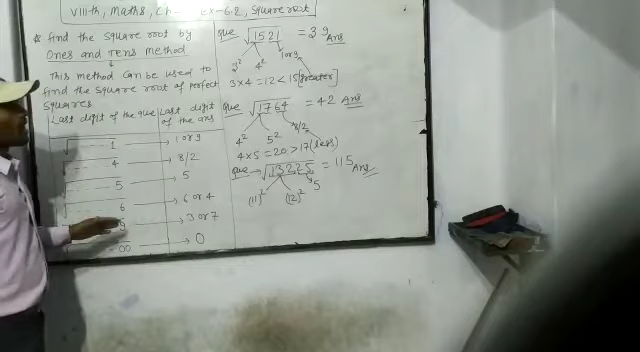 VIIIth, Maths, Ch- Ex-6.2, Square root
* find the square root by
Ones and Tens Method
This method can be used to
find the square root of perfect
squares
Last digit of the que Last digit of the ans
1 → 1 or 9
4 → 8/2
5 → 5
6 → 6 or 4
9 → 3 or 7
00 → 0
que √1521 = 39 Ans
3² 4² 1 or 9
3×4=12<15 [greater]
que √1764 = 42 Ans
4² 5² 8/2
4×5=20>17 (less)
que √13225 = 115 Ans
(11)² (12)² 5